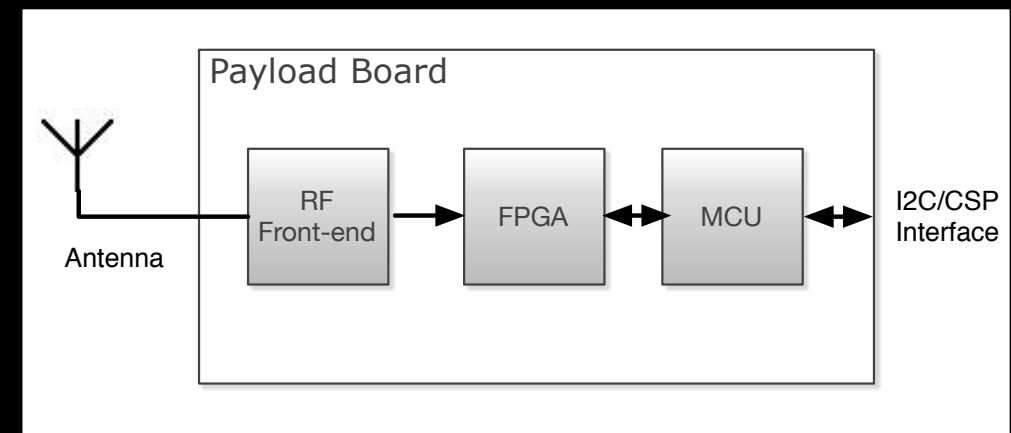 Payload Board
RF
Front-end
FPGA
MCU
I2C/CSP
Interface
Antenna